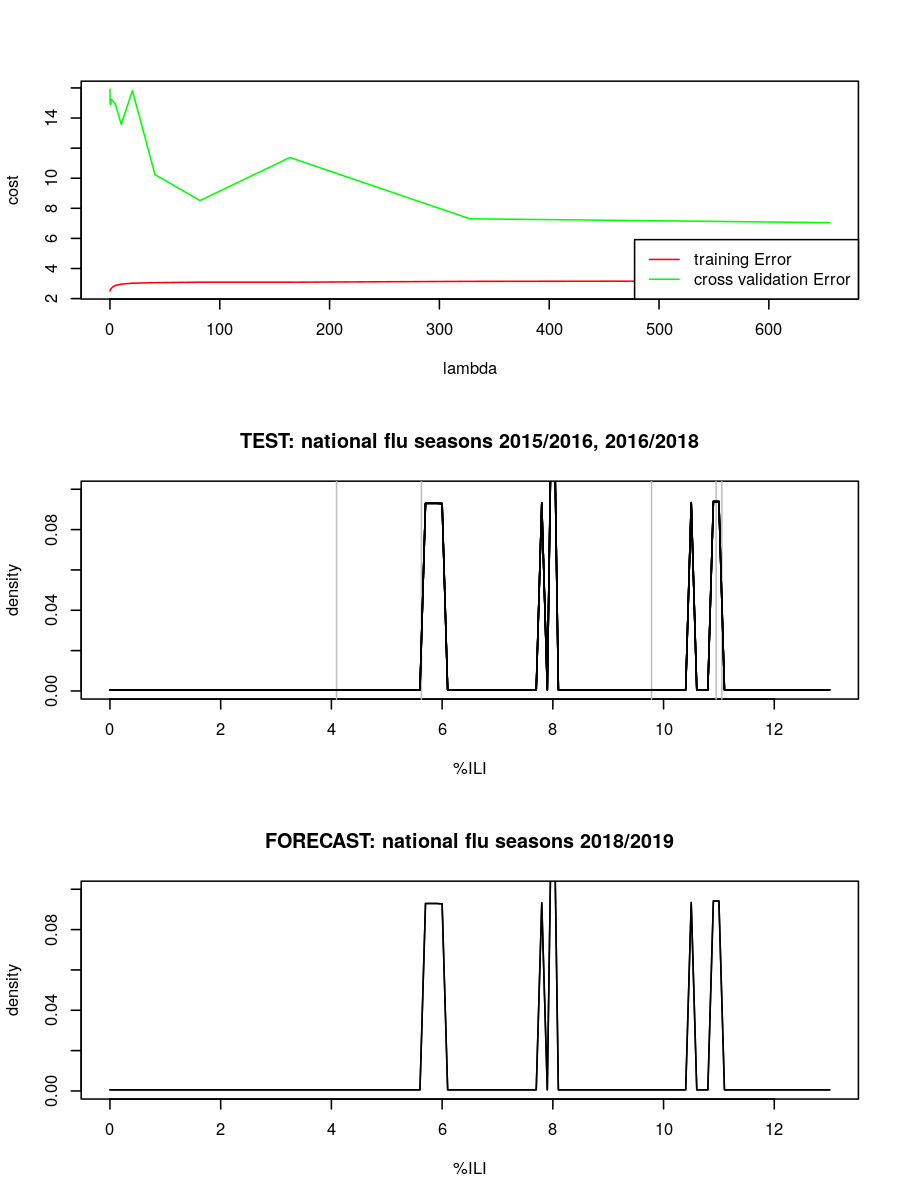 cost
14
10
8
6
4
2
training Error
cross validation Error
0 100 200 300 400 500 600
lambda
TEST: national flu seasons 2015/2016, 2016/2018
density
0.08
0.04
0.00
0 2 4 6 8 10 12
%ILI
FORECAST: national flu seasons 2018/2019
density
0.08
0.04
0.00
0 2 4 6 8 10 12
%ILI